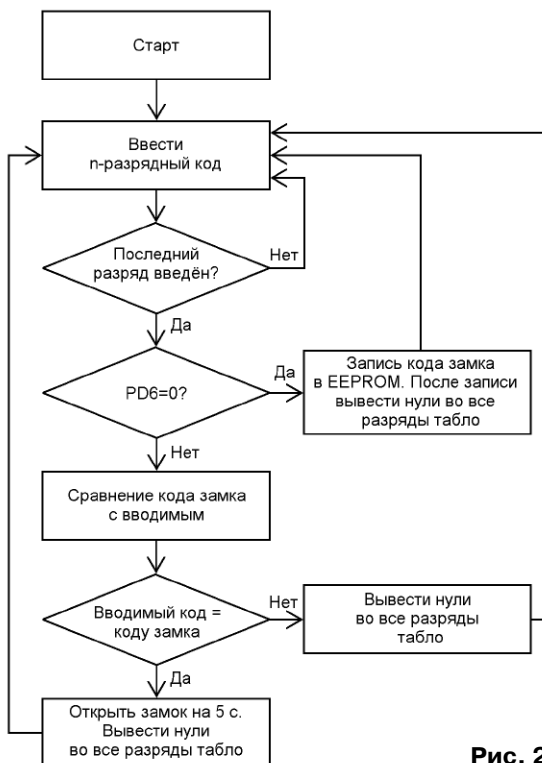 Старт
Ввести
n-разрядный код
Последний
разряд введён?
Нет
Да
PD6=0?
Да
Запись кода замка
в EEPROM. После записи
вывести нули во все
разряды табло
Нет
Сравнение кода замка
с вводимым
Вводимый код =
коду замка
Нет
Вывести нули
во все разряды
табло
Да
Открыть замок на 5 с.
Вывести нули
во все разряды табло
Рис. 2